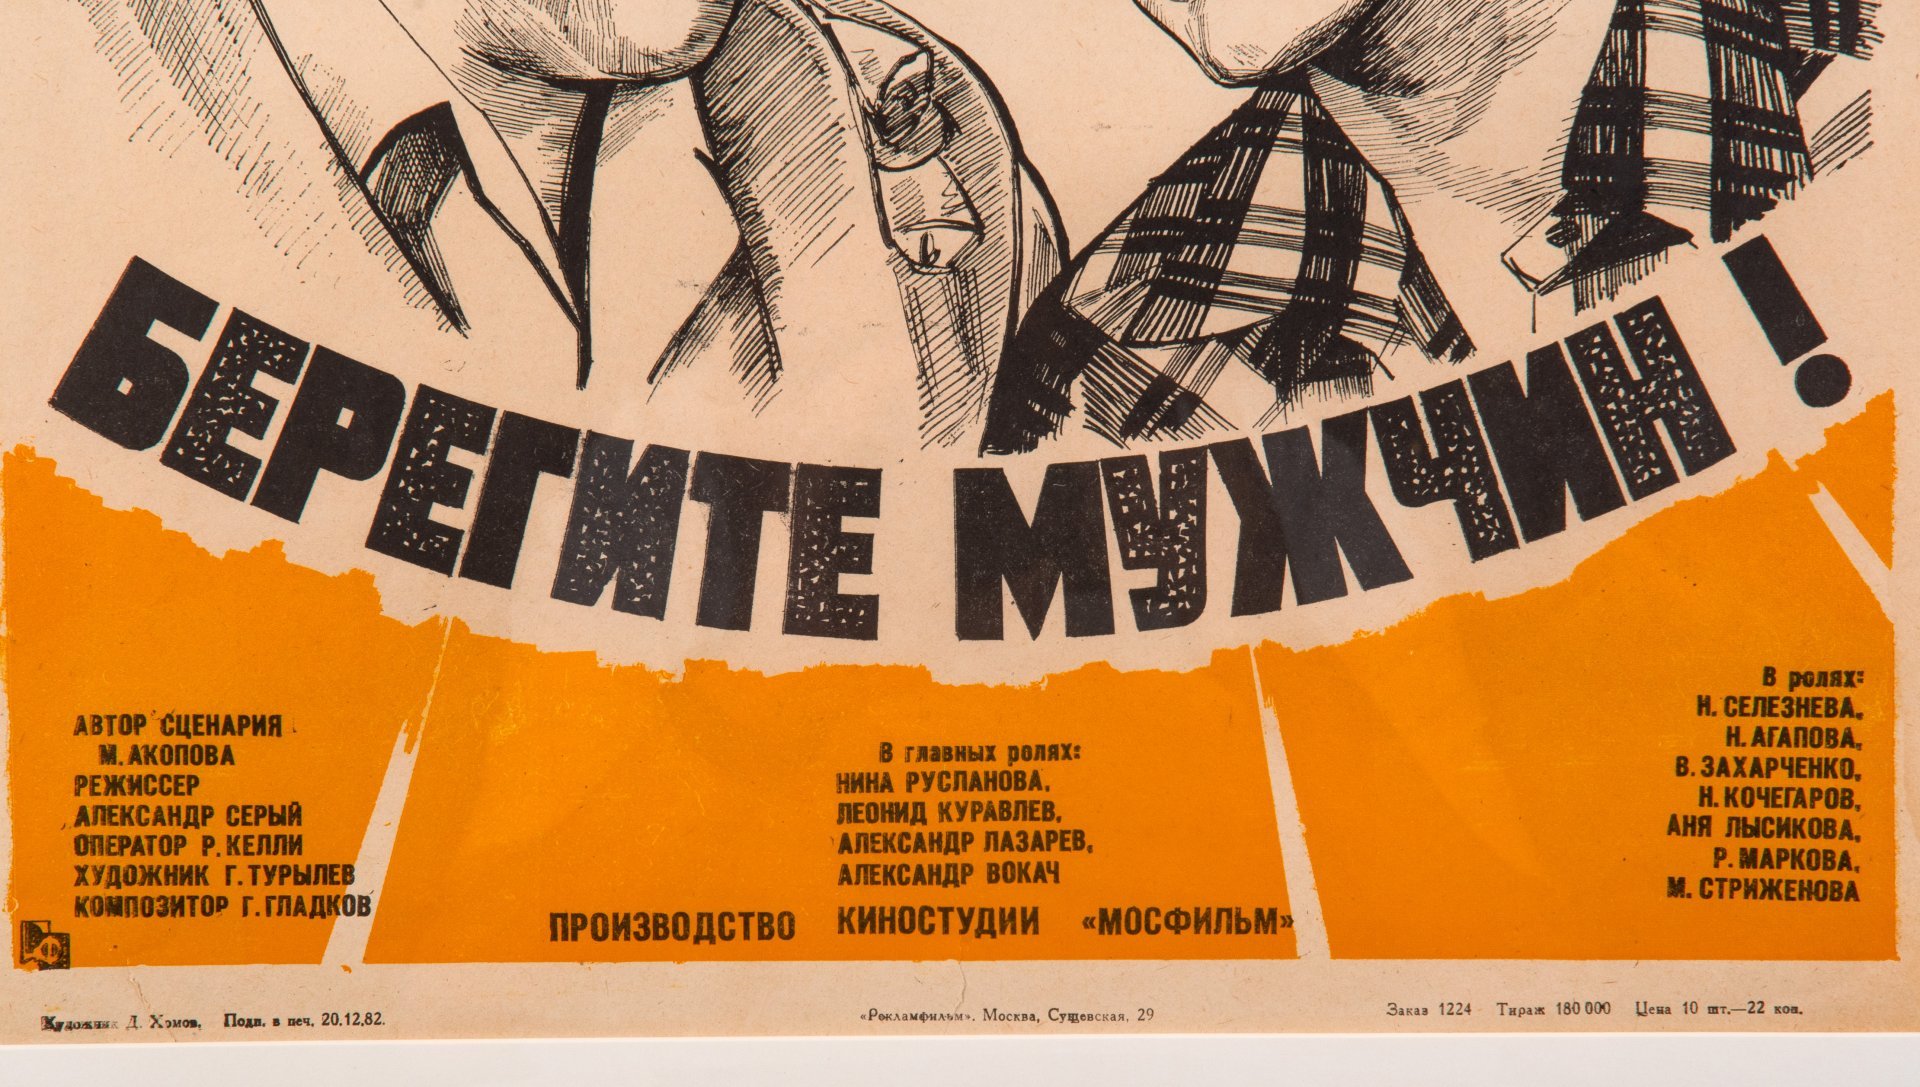 БЕРЕГИТЕ МУЖЧИН!
АВТОР СЦЕНАРИЯ
М. АКОПОВА
РЕЖИССЕР
АЛЕКСАНДР СЕРЫЙ
ОПЕРАТОР Р. КЕЛЛИ
ХУДОЖНИК Г. ТУРЫЛЕВ
КОМПОЗИТОР Г. ГЛАДКОВ
В главных ролях:
НИНА РУСЛАНОВА,
ЛЕОНИД КУРАВЛЕВ,
АЛЕКСАНДР ЛАЗАРЕВ,
АЛЕКСАНДР ВОКАЧ
В ролях:
Н. СЕЛЕЗНЕВА,
Н. АГАПОВА,
В. ЗАХАРЧЕНКО,
Н. КОЧЕГАРОВ,
АНЯ ЛЫСИКОВА,
Р. МАРКОВА,
М. СТРИЖЕНОВА
ПРОИЗВОДСТВО КИНОСТУДИИ «МОСФИЛЬМ»
Художник Д. Хомов. Подп. в печ. 20.12.82.
«Рекламфильм». Москва, Сущевская, 29
Заказ 1224 Тираж 180 000 Цена 10 шт.—22 коп.